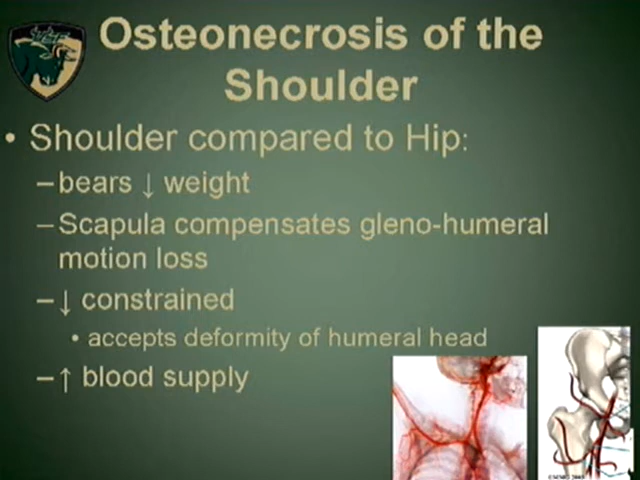 Osteonecrosis of the
Shoulder
• Shoulder compared to Hip:
–bears ↓ weight
–Scapula compensates gleno-humeral
motion loss
–↓ constrained
• accepts deformity of humeral head
–↑ blood supply